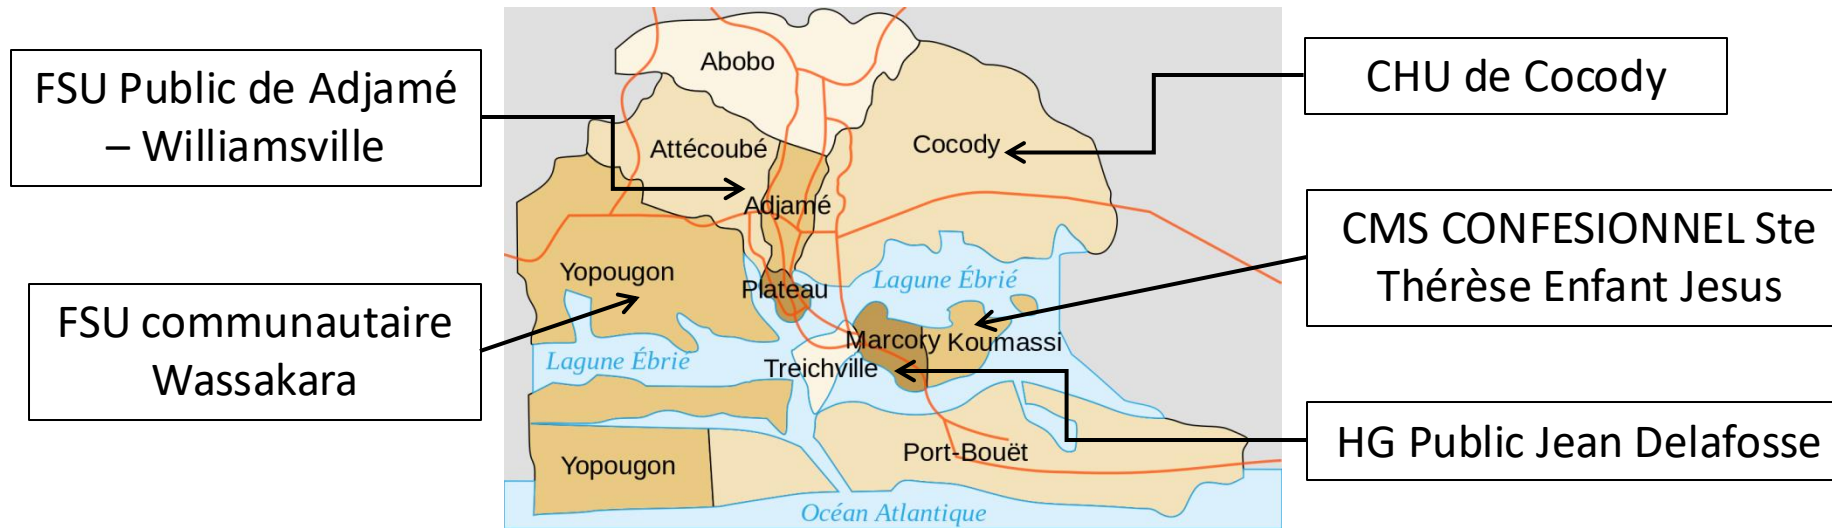 FSU Public de Adjamé
– Williamsville
FSU communautaire
Wassakara
Abobo
Attécoubé
Cocody
Adjamé
Yopougon
Plateau
Lagune Ébrié
Marcory
Koumassi
Lagune Ébrié
Treichville
Port-Bouët
Yopougon
Océan Atlantique
CHU de Cocody
CMS CONFESIONNEL Ste
Thérèse Enfant Jesus
HG Public Jean Delafosse